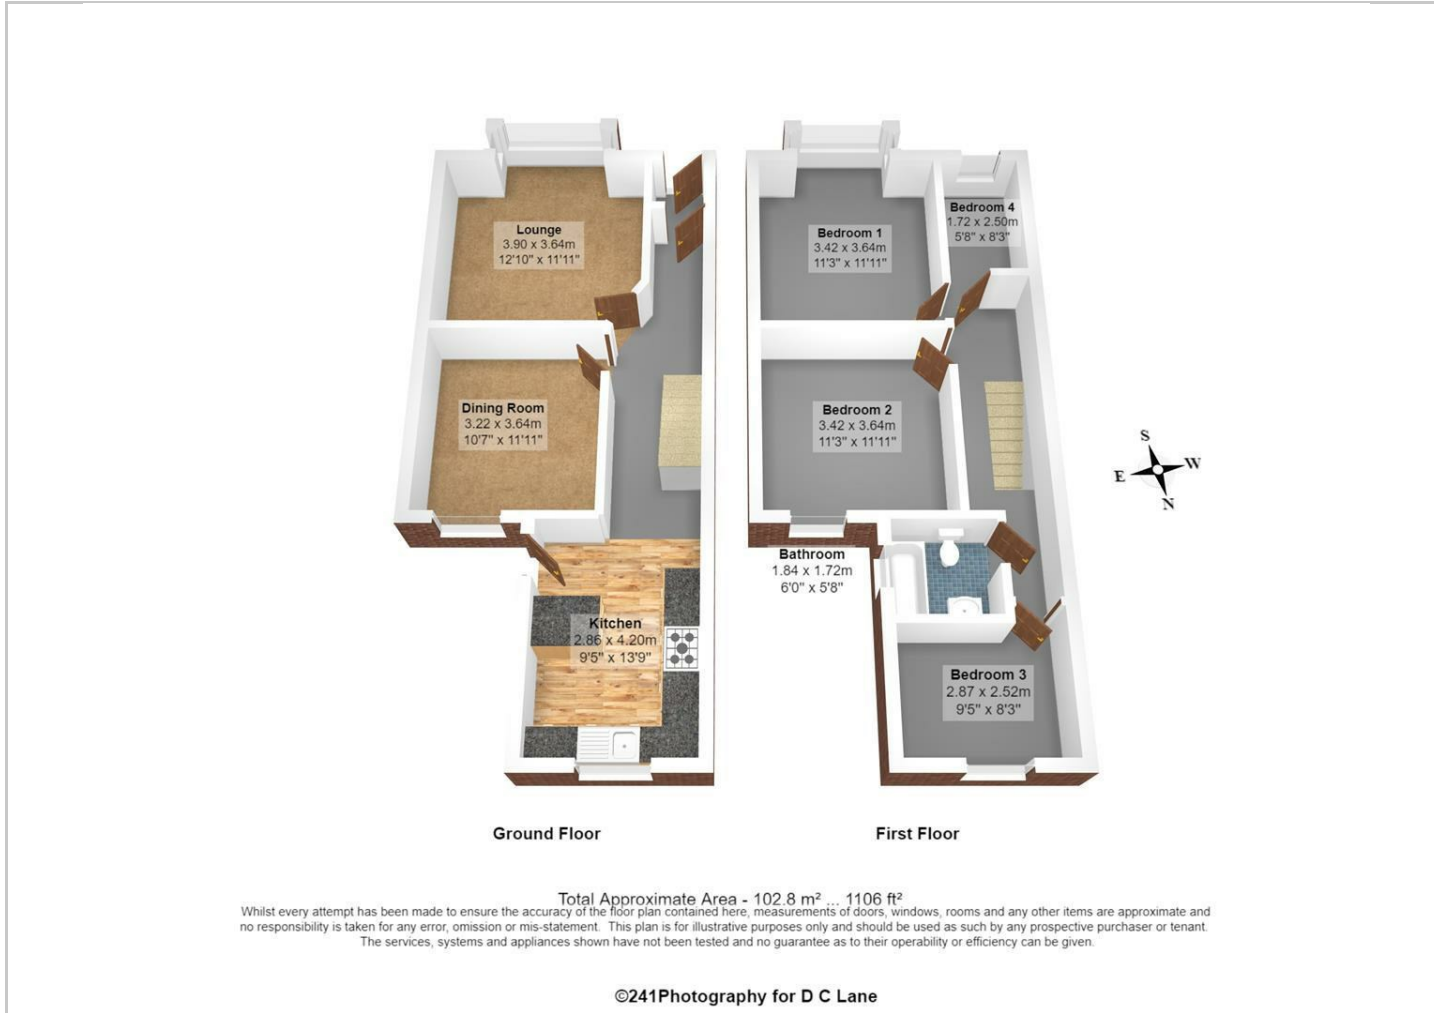 Lounge
3.90 x 3.64m
12'10" x 11'11"
Dining Room
3.22 x 3.64m
10'7" x 11'11"
Kitchen
2.86 x 4.20m
9'5" x 13'9"
Ground Floor
Bedroom 1
3.42 x 3.64m
11'3" x 11'11"
Bedroom 4
1.72 x 2.50m
5'8" x 8'3"
Bedroom 2
3.42 x 3.64m
11'3" x 11'11"
Bathroom
1.84 x 1.72m
6'0" x 5'8"
Bedroom 3
2.87 x 2.52m
9'5" x 8'3"
First Floor
S
E
W
N
Total Approximate Area - 102.8 m² ... 1106 ft²
Whilst every attempt has been made to ensure the accuracy of the floor plan contained here, measurements of doors, windows, rooms and any other items are approximate and
no responsibility is taken for any error, omission or mis-statement. This plan is for illustrative purposes only and should be used as such by any prospective purchaser or tenant.
The services, systems and appliances shown have not been tested and no guarantee as to their operability or efficiency can be given.
©241Photography for D C Lane